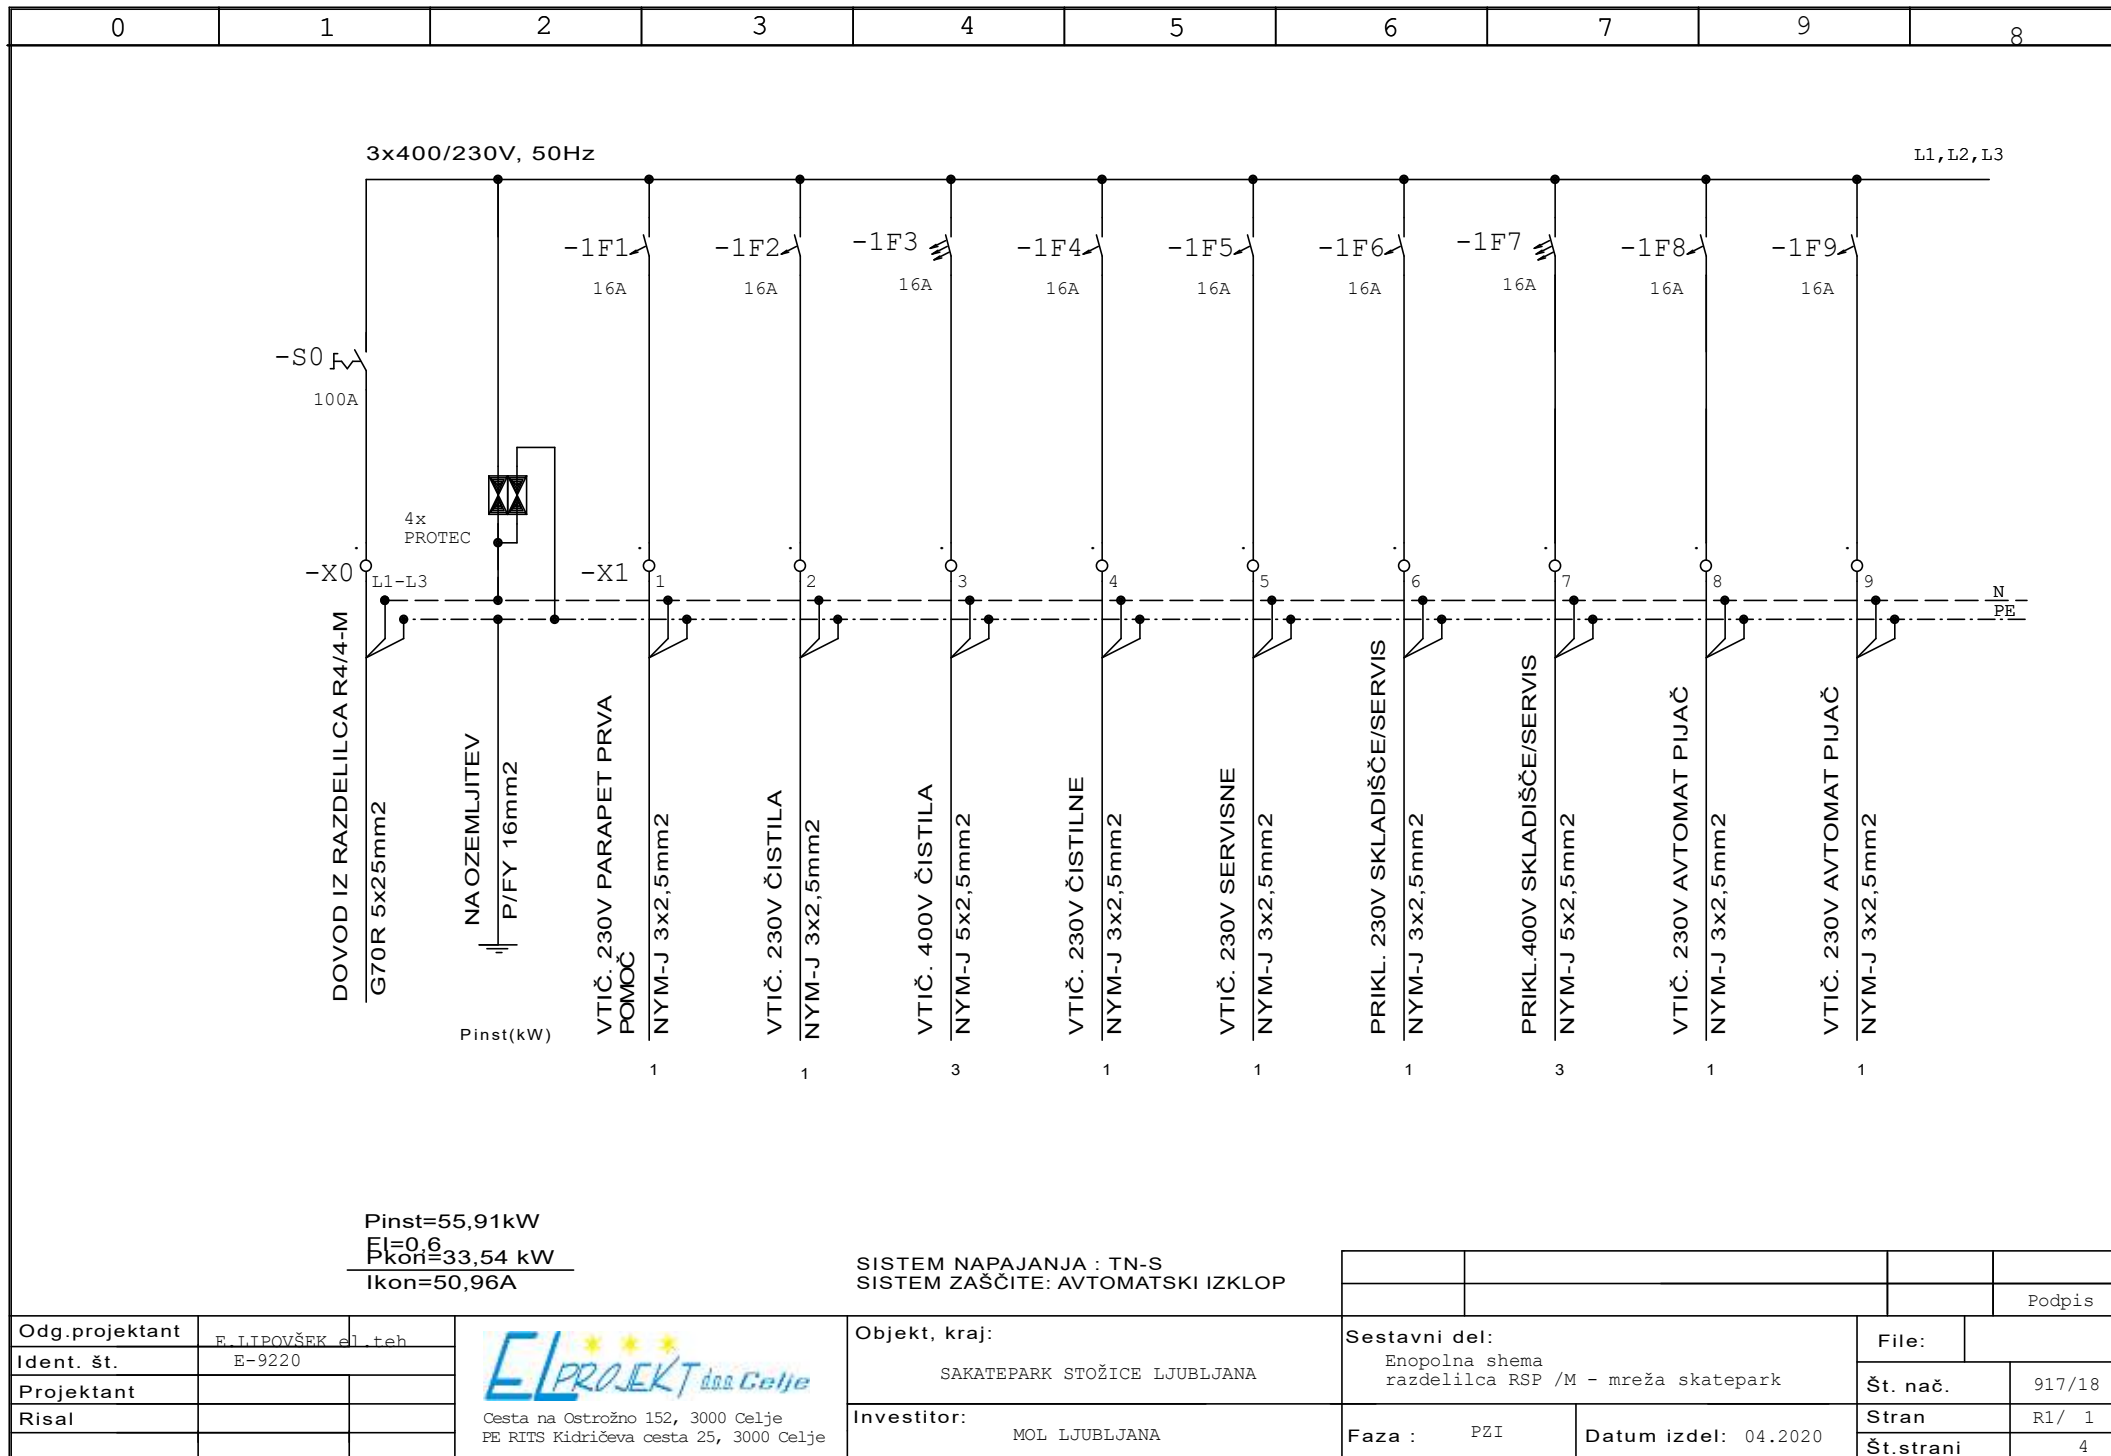 0 1 2 3 4 5 6 7 9 8
3x400/230V, 50Hz
L1,L2,L3
-1F1 -1F2 -1F3 -1F4 -1F5 -1F6 -1F7 -1F8 -1F9
16A 16A 16A 16A 16A 16A 16A 16A 16A
-S0
100A
4x
PROTEC
-X0 L1-L3 -X1 1 2 3 4 5 6 7 8 9
N
PE
DOVOD IZ RAZDELILCA R4/4-M
G70R 5x25mm2
NA OZEMLJITEV
P/FY 16mm2
VTIČ. 230V PARAPET PRVA
POMOČ
NYM-J 3x2,5mm2
VTIČ. 230V ČISTILA
NYM-J 3x2,5mm2
VTIČ. 400V ČISTILA
NYM-J 5x2,5mm2
VTIČ. 230V ČISTILNE
NYM-J 3x2,5mm2
VTIČ. 230V SERVISNE
NYM-J 3x2,5mm2
PRIKL. 230V SKLADIŠČE/SERVIS
NYM-J 3x2,5mm2
PRIKL.400V SKLADIŠČE/SERVIS
NYM-J 5x2,5mm2
VTIČ. 230V AVTOMAT PIJAČ
NYM-J 3x2,5mm2
VTIČ. 230V AVTOMAT PIJAČ
NYM-J 3x2,5mm2
Pinst(kW)
1 1 3 1 1 1 3 1 1
Pinst=55,91kW
FI=0,6
Pkon=33,54 kW
Ikon=50,96A
SISTEM NAPAJANJA : TN-S
SISTEM ZAŠČITE: AVTOMATSKI IZKLOP
Podpis
Odg.projektant E.LIPOVŠEK el.teh
Ident. št. E-9220
Projektant
Risal
ELPROJEKT d.o.o. Celje
Cesta na Ostrožno 152, 3000 Celje
PE RITS Kidričeva cesta 25, 3000 Celje
Objekt, kraj:
SAKATEPARK STOŽICE LJUBLJANA
Investitor:
MOL LJUBLJANA
Sestavni del:
Enopolna shema
razdelilca RSP /M - mreža skatepark
Faza : PZI
Datum izdel: 04.2020
File:
Št. nač. 917/18
Stran R1/ 1
Št.strani 4